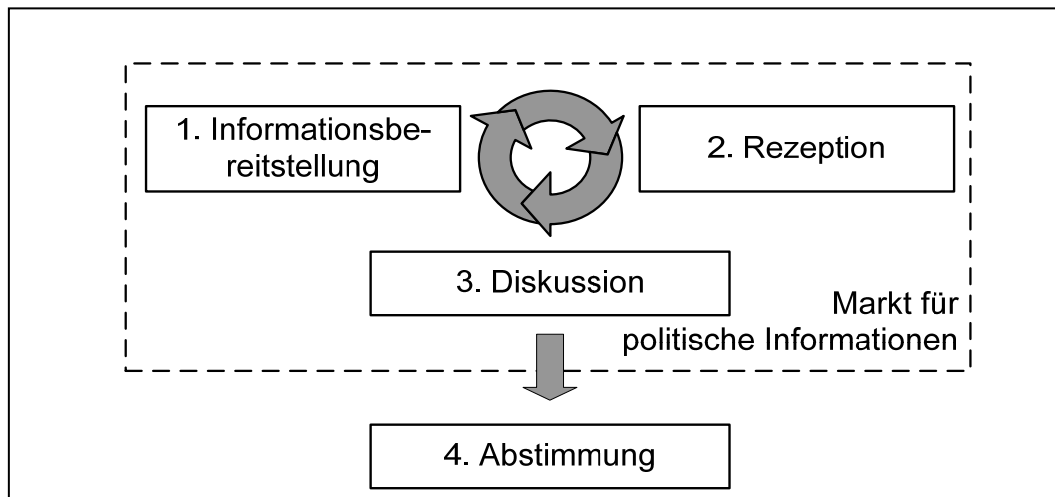 1. Informationsbe-
reitstellung
2. Rezeption
3. Diskussion
Markt für
politische Informationen
4. Abstimmung